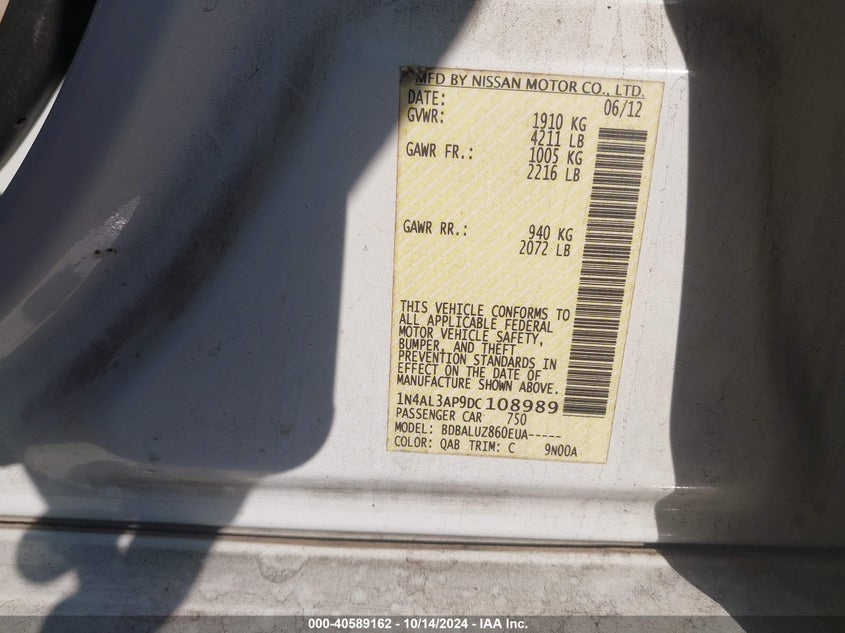 MFD BY NISSAN MOTOR CO., LTD.
DATE: 06/12
GVWR: 1910 KG
4211 LB
GAWR FR.: 1005 KG
2216 LB
GAWR RR.: 940 KG
2072 LB
THIS VEHICLE CONFORMS TO
ALL APPLICABLE FEDERAL
MOTOR VEHICLE SAFETY,
BUMPER, AND THEFT
PREVENTION STANDARDS IN
EFFECT ON THE DATE OF
MANUFACTURE SHOWN ABOVE.
1N4AL3AP9DC108989
PASSENGER CAR 750
MODEL: BDBALUZ860EUA-----
COLOR: QAB TRIM: C 9N00A
000-40589162 - 10/14/2024 - IAA Inc.